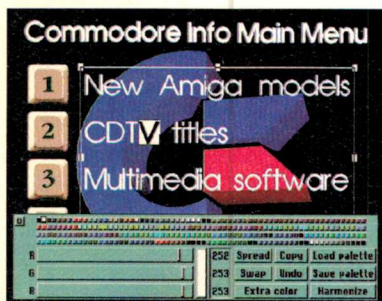 Commodore Info Main Menu
1 New Amiga models
2 CDTV titles
3 Multimedia software
R 252 Spread Copy Load palette
G 253 Swap Undo Save palette
B 253 Extra color Harmonize